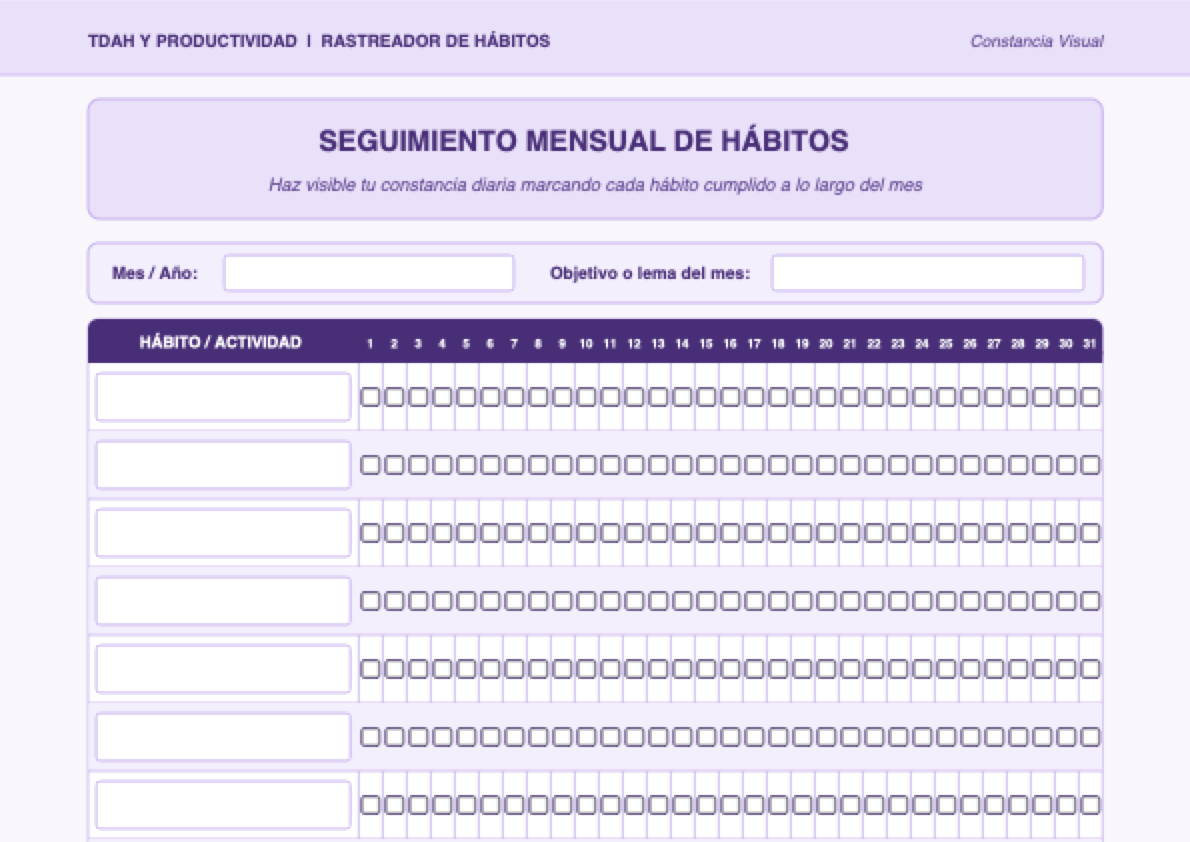 TDAH Y PRODUCTIVIDAD | RASTREADOR DE HÁBITOS
Constancia Visual
SEGUIMIENTO MENSUAL DE HÁBITOS
Haz visible tu constancia diaria marcando cada hábito cumplido a lo largo del mes
Mes / Año: Objetivo o lema del mes:
HÁBITO / ACTIVIDAD 1 2 3 4 5 6 7 8 9 10 11 12 13 14 15 16 17 18 19 20 21 22 23 24 25 26 27 28 29 30 31